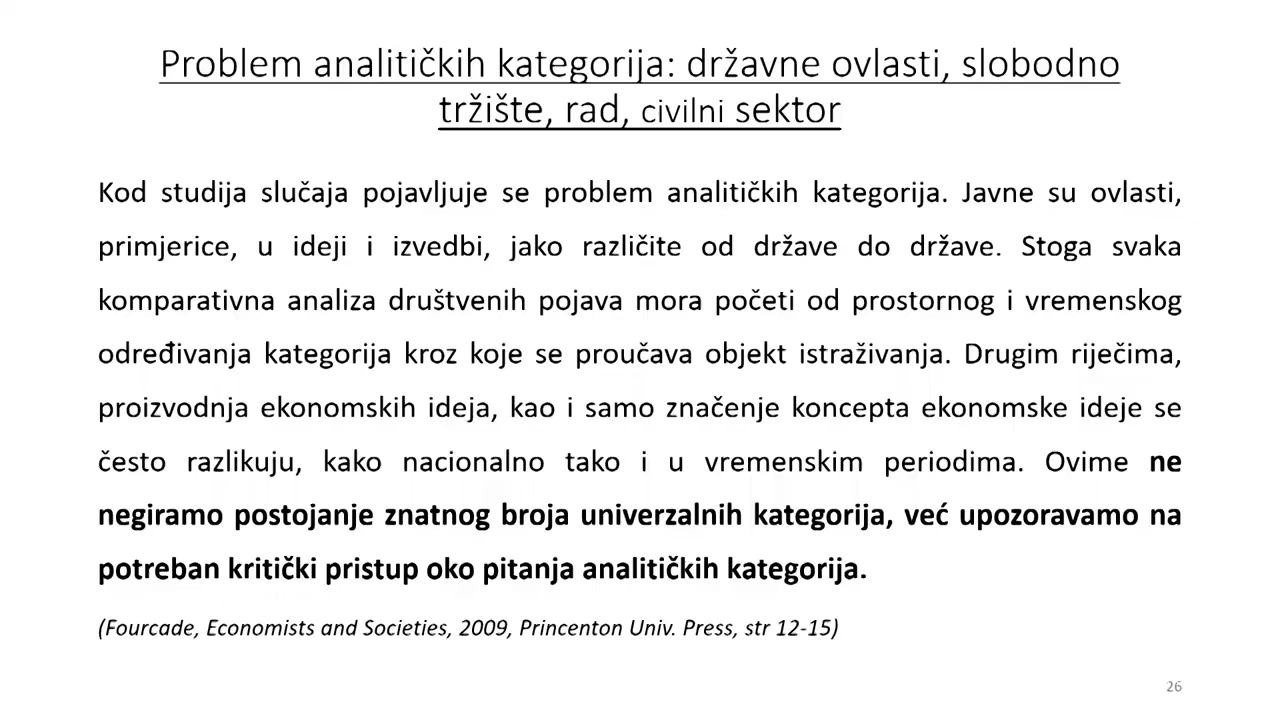 Problem analitičkih kategorija: državne ovlasti, slobodno
tržište, rad, civilni sektor
Kod studija slučaja pojavljuje se problem analitičkih kategorija. Javne su ovlasti,
primjerice, u ideji i izvedbi, jako različite od države do države. Stoga svaka
komparativna analiza društvenih pojava mora početi od prostornog i vremenskog
određivanja kategorija kroz koje se proučava objekt istraživanja. Drugim riječima,
proizvodnja ekonomskih ideja, kao i samo značenje koncepta ekonomske ideje se
često razlikuju, kako nacionalno tako i u vremenskim periodima. Ovime ne
negiramo postojanje znatnog broja univerzalnih kategorija, već upozoravamo na
potreban kritički pristup oko pitanja analitičkih kategorija.
(Fourcade, Economists and Societies, 2009, Princenton Univ. Press, str 12-15)
26